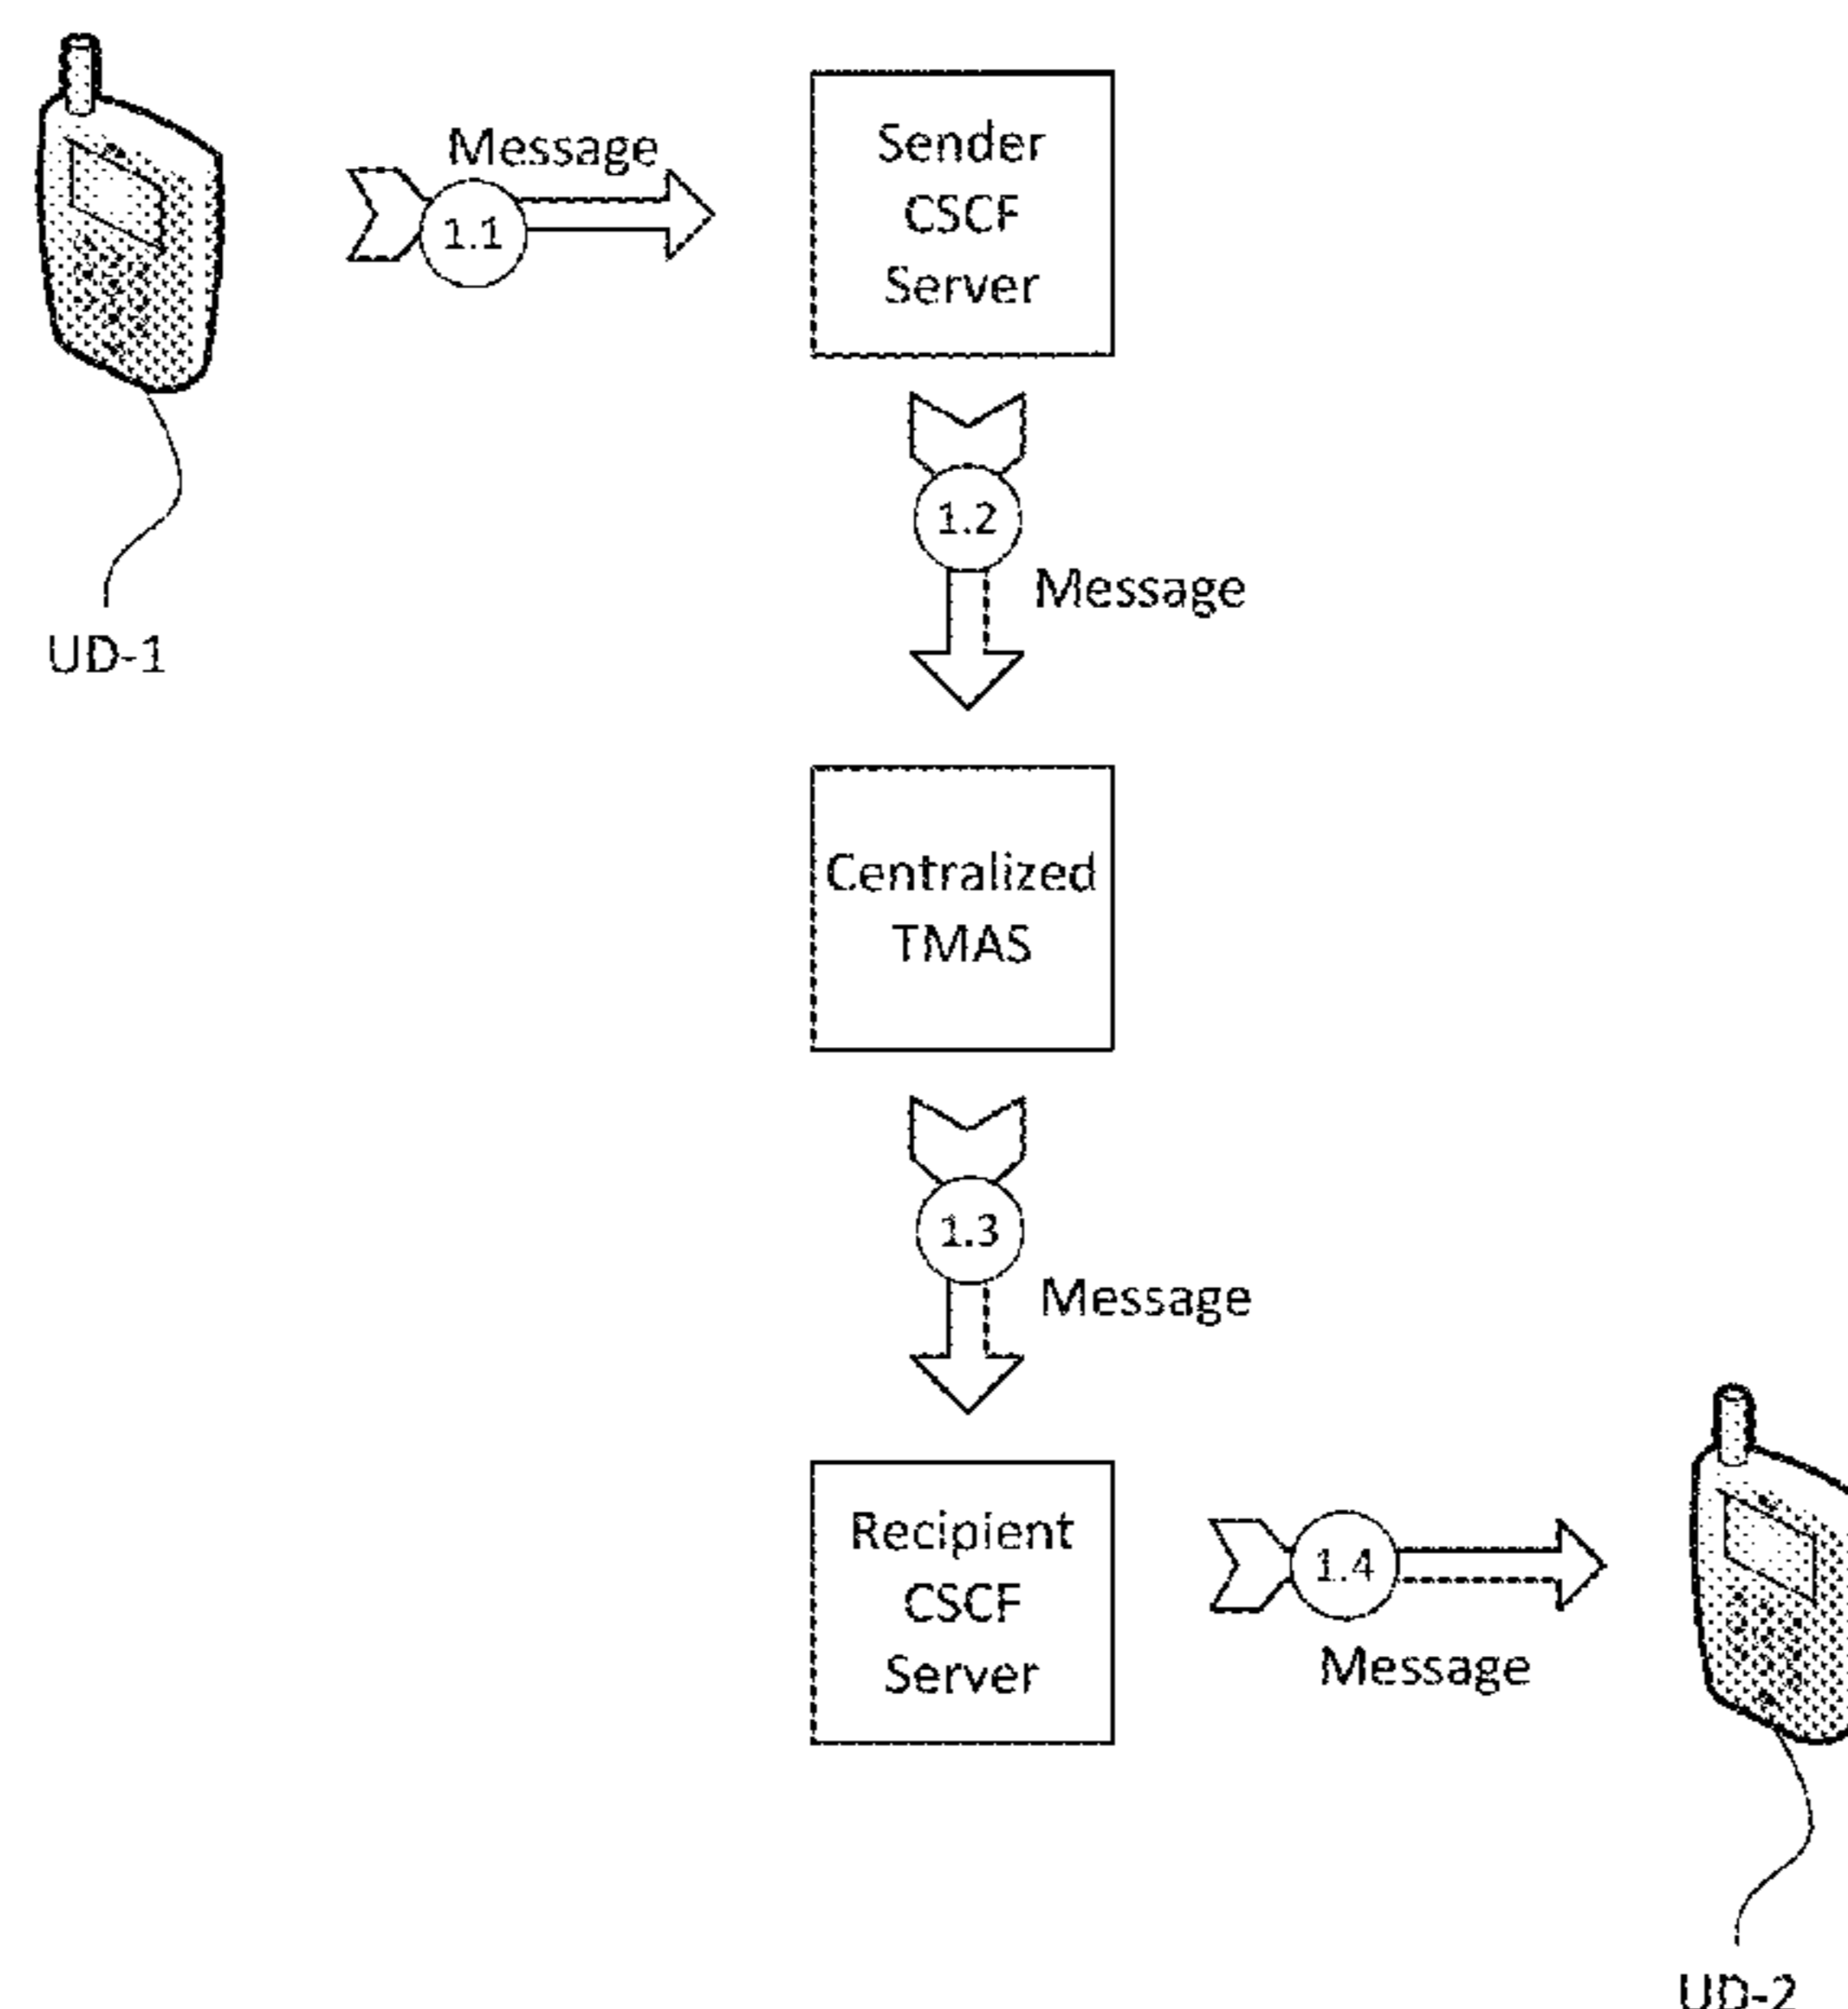 Message
1.1
Sender
CSCF
Server
1.2
Message
UD-1
Centralized
TMAS
1.3
Message
Recipient
CSCF
Server
1.4
Message
UD-2